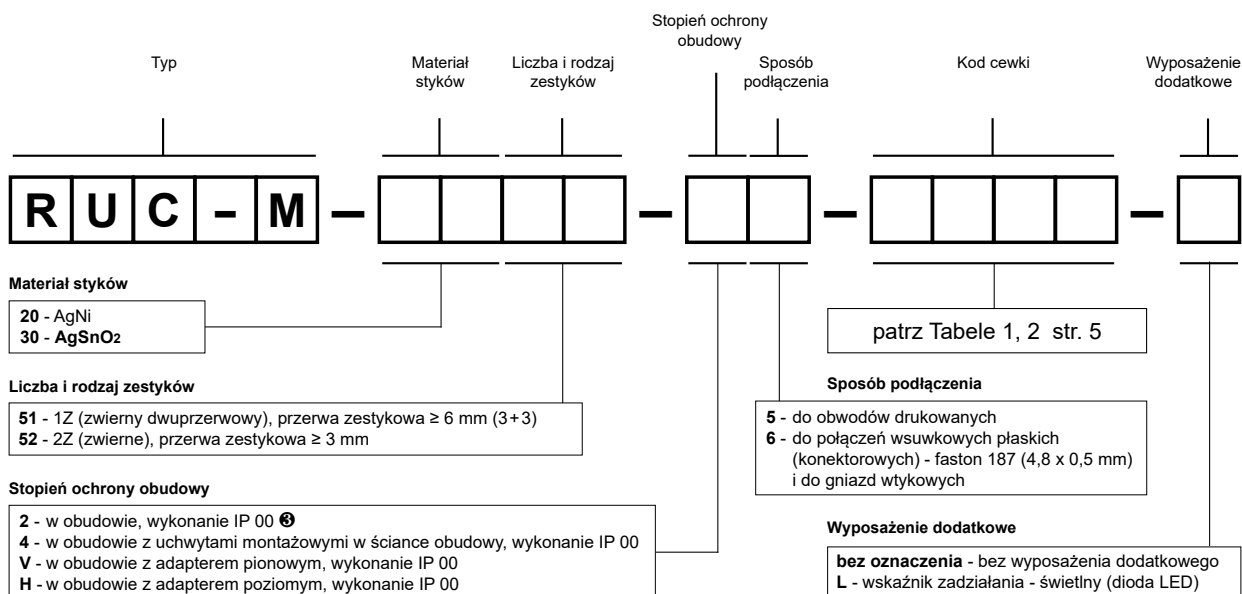 Stopień ochrony
obudowy
Typ
Materiał
styków
Liczba i rodzaj
zestyków
Sposób
podłączenia
Kod cewki
Wyposażenie
dodatkowe
R U C - M – – – –
Materiał styków
20 - AgNi
30 - AgSnO2
patrz Tabele 1, 2 str. 5
Liczba i rodzaj zestyków
51 - 1Z (zwierny dwuprzerwowy), przerwa zestykowa ≥ 6 mm (3+3)
52 - 2Z (zwierne), przerwa zestykowa ≥ 3 mm
Sposób podłączenia
5 - do obwodów drukowanych
6 - do połączeń wsuwkowych płaskich
(konektorowych) - faston 187 (4,8 x 0,5 mm)
i do gniazd wtykowych
Stopień ochrony obudowy
2 - w obudowie, wykonanie IP 00 ❸
4 - w obudowie z uchwytami montażowymi w ściance obudowy, wykonanie IP 00
V - w obudowie z adapterem pionowym, wykonanie IP 00
H - w obudowie z adapterem poziomym, wykonanie IP 00
Wyposażenie dodatkowe
bez oznaczenia - bez wyposażenia dodatkowego
L - wskaźnik zadziałania - świetlny (dioda LED)